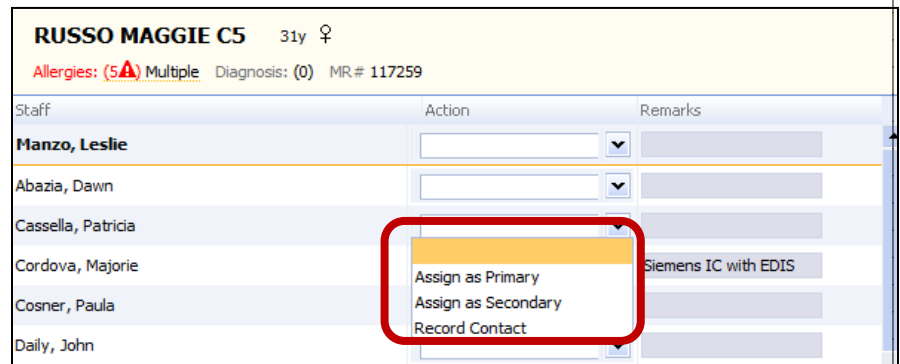 RUSSO MAGGIE C5 31y ♀
Allergies: (5) Multiple Diagnosis: (0) MR# 117259
Staff Action Remarks
Manzo, Leslie
Abazia, Dawn
Cassella, Patricia
Cordova, Majorie Siemens IC with EDIS
Assign as Primary
Cosner, Paula Assign as Secondary
Record Contact
Daily, John